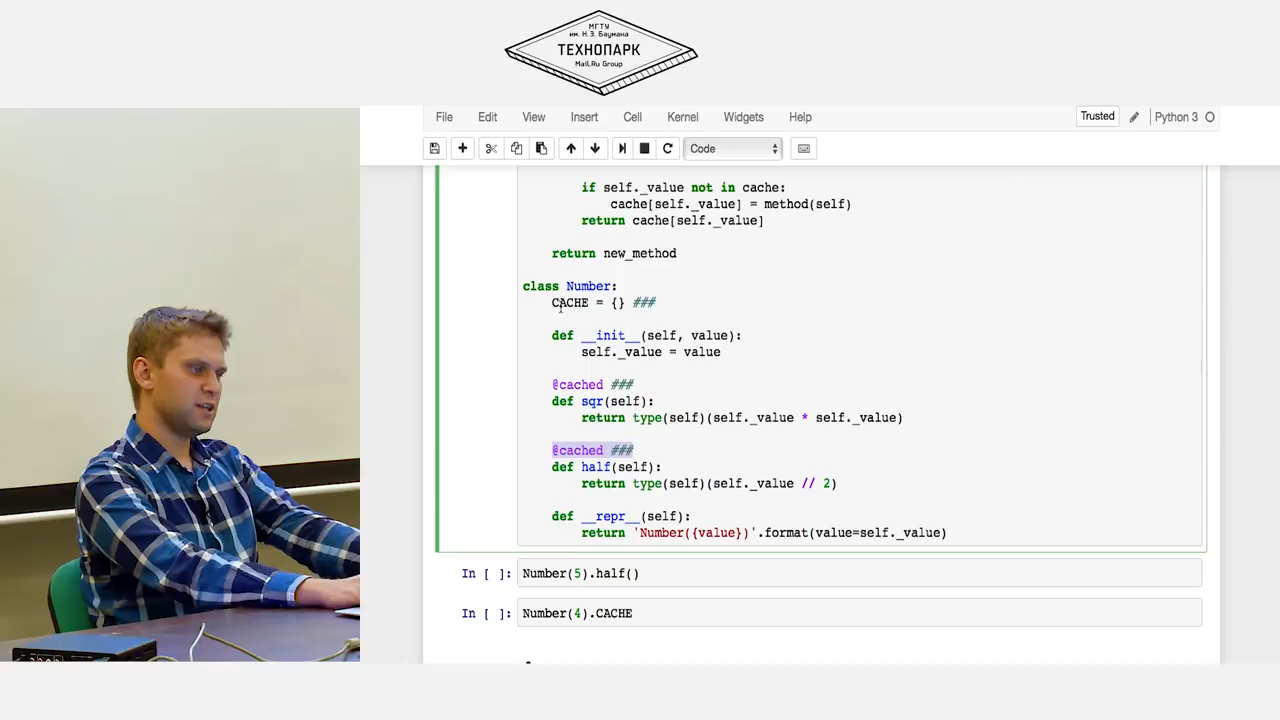 МГТУ
им. Н.Э. Баумана
ТЕХНОПАРК
Mail.Ru Group
File Edit View Insert Cell Kernel Widgets Help Trusted Python 3
Code
if self._value not in cache:
cache[self._value] = method(self)
return cache[self._value]
return new_method
class Number:
CACHE = {} ###
def __init__(self, value):
self._value = value
@cached ###
def sqr(self):
return type(self)(self._value * self._value)
@cached ###
def half(self):
return type(self)(self._value // 2)
def __repr__(self):
return 'Number({value})'.format(value=self._value)
In [ ]: Number(5).half()
In [ ]: Number(4).CACHE